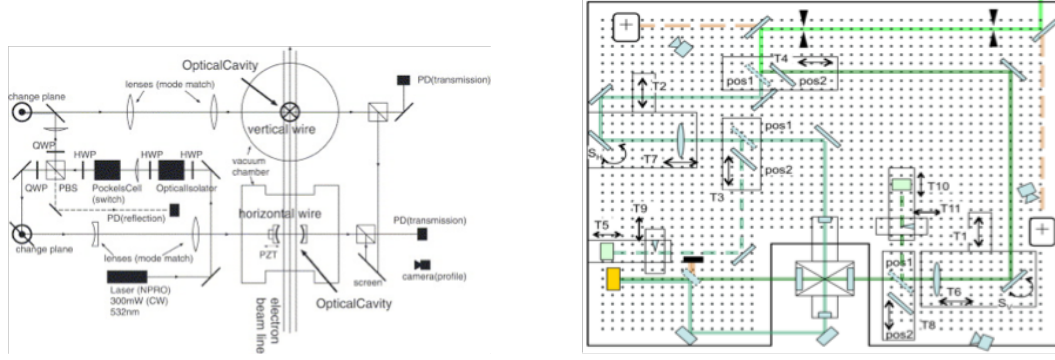 OpticalCavity
PD(transmission)
lenses (mode match)
change plane
vertical wire
QWP
vacuum
chamber
HWP
HWP
HWP
QWP
PBS
PockelsCell
(switch)
OpticalIsolator
PD(reflection)
horizontal wire
PD(transmission)
change plane
lenses (mode match)
PZT
screen
camera(profile)
Laser (NPRO)
300mW (CW)
532nm
OpticalCavity
electron
beam line
T4
pos1
pos2
T2
pos1
T7
pos2
T3
T10
T9
T11
T5
T1
pos1
T6
pos2
T8